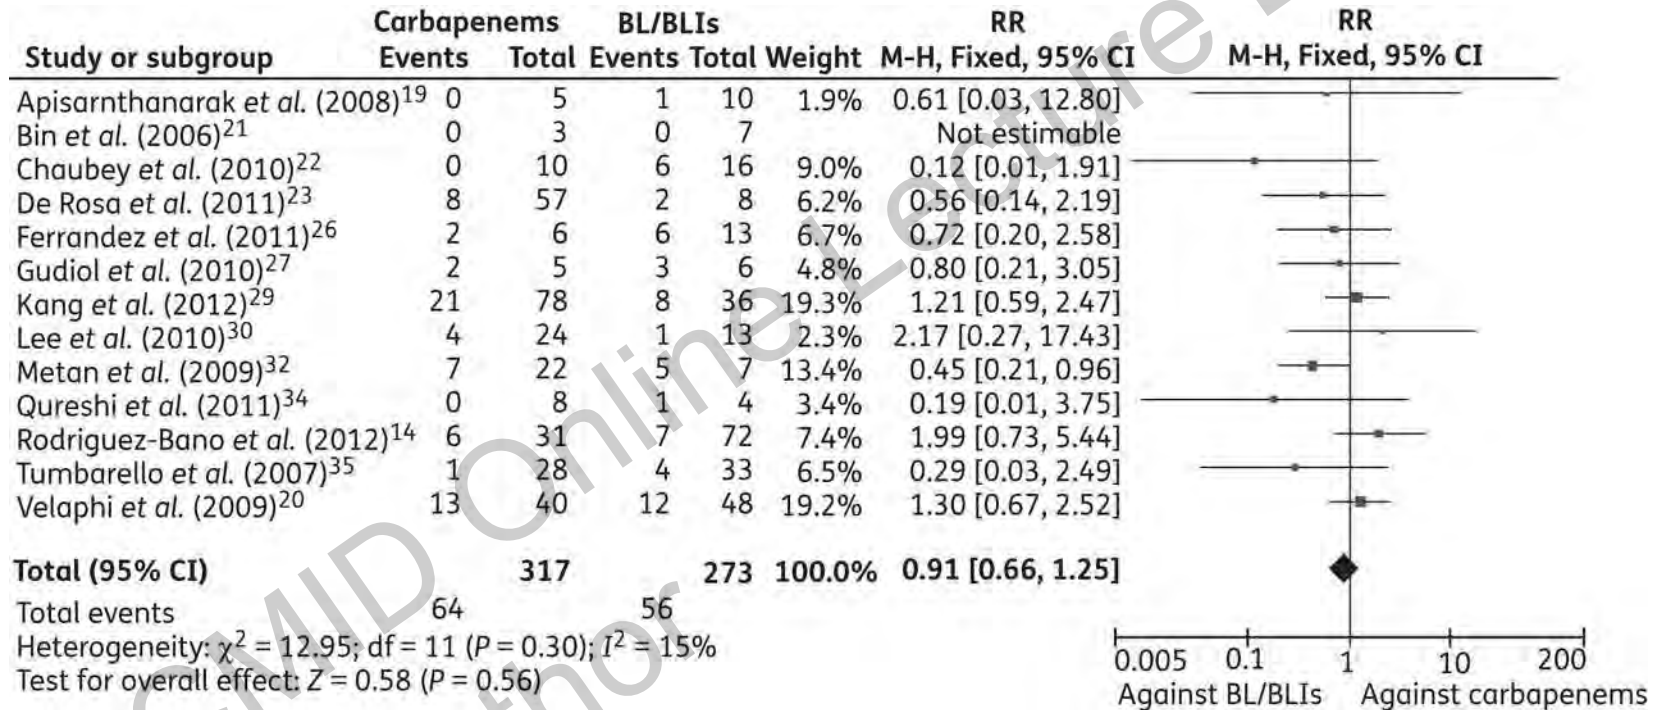 Carbapenems BL/BLIs RR RR
Study or subgroup Events Total Events Total Weight M-H, Fixed, 95% CI M-H, Fixed, 95% CI
Apisarnthanarak et al. (2008)19 0 5 1 10 1.9% 0.61 [0.03, 12.80]
Bin et al. (2006)21 0 3 0 7 Not estimable
Chaubey et al. (2010)22 0 10 6 16 9.0% 0.12 [0.01, 1.91]
De Rosa et al. (2011)23 8 57 2 8 6.2% 0.56 [0.14, 2.19]
Ferrandez et al. (2011)26 2 6 6 13 6.7% 0.72 [0.20, 2.58]
Gudiol et al. (2010)27 2 5 3 6 4.8% 0.80 [0.21, 3.05]
Kang et al. (2012)29 21 78 8 36 19.3% 1.21 [0.59, 2.47]
Lee et al. (2010)30 4 24 1 13 2.3% 2.17 [0.27, 17.43]
Metan et al. (2009)32 7 22 5 7 13.4% 0.45 [0.21, 0.96]
Qureshi et al. (2011)34 0 8 1 4 3.4% 0.19 [0.01, 3.75]
Rodriguez-Bano et al. (2012)14 6 31 7 72 7.4% 1.99 [0.73, 5.44]
Tumbarello et al. (2007)35 1 28 4 33 6.5% 0.29 [0.03, 2.49]
Velaphi et al. (2009)20 13 40 12 48 19.2% 1.30 [0.67, 2.52]
Total (95% CI) 317 273 100.0% 0.91 [0.66, 1.25]
Total events 64 56
Heterogeneity: χ2 = 12.95; df = 11 (P = 0.30); I2 = 15%
Test for overall effect: Z = 0.58 (P = 0.56)
0.005 0.1 1 10 200
Against BL/BLIs Against carbapenems
CMID Online Lecture
thor